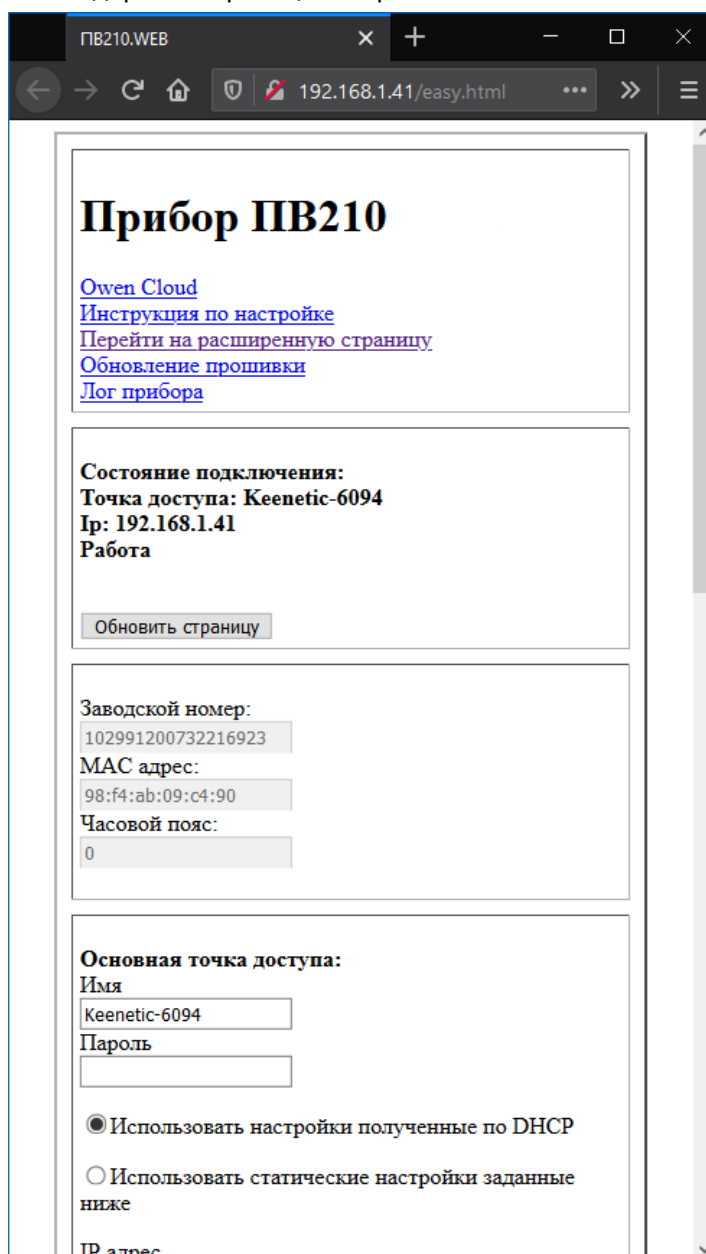 ПВ210.WEB
192.168.1.41/easy.html
Прибор ПВ210
Owen Cloud
Инструкция по настройке
Перейти на расширенную страницу
Обновление прошивки
Лог прибора
Состояние подключения:
Точка доступа: Keenetic-6094
Ip: 192.168.1.41
Работа
Обновить страницу
Заводской номер:
102991200732216923
MAC адрес:
98:f4:ab:09:c4:90
Часовой пояс:
0
Основная точка доступа:
Имя
Keenetic-6094
Пароль
Использовать настройки полученные по DHCP
Использовать статические настройки заданные
ниже
IP адрес